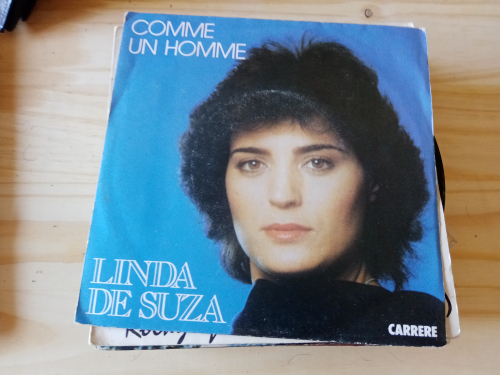 COMME
UN HOMME
LINDA
DE SUZA
CARRERE